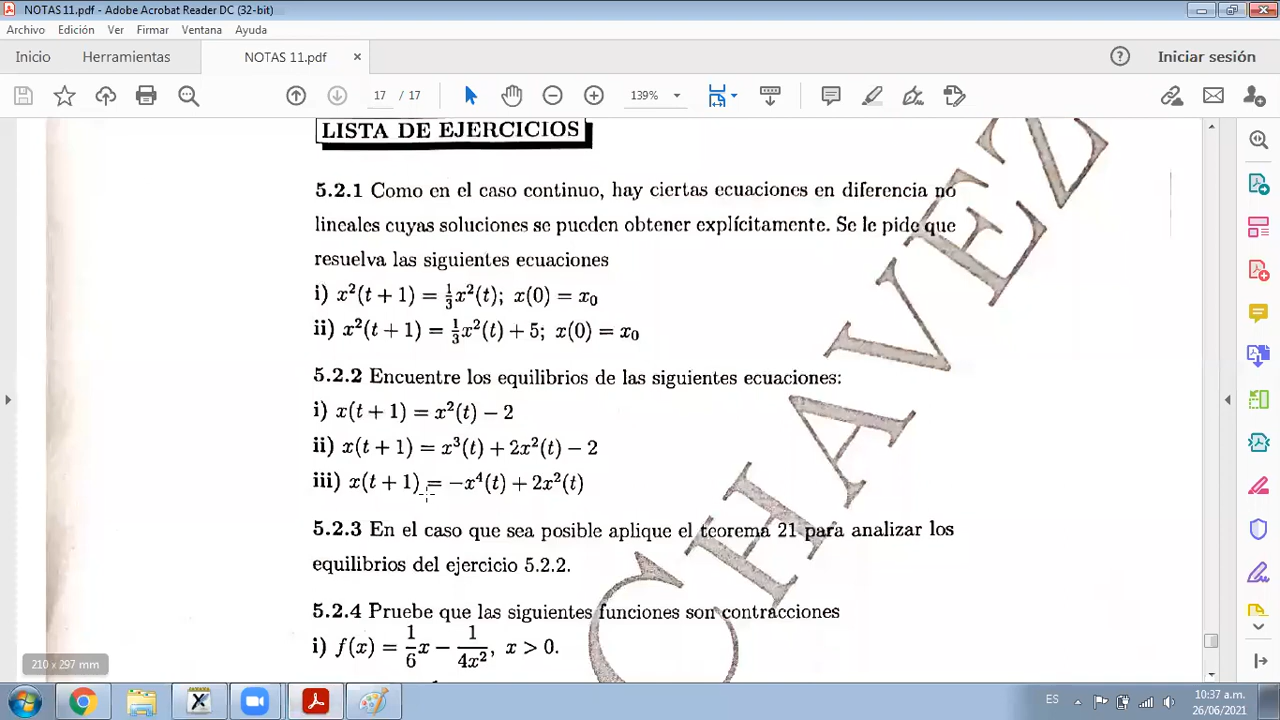 NOTAS 11.pdf - Adobe Acrobat Reader DC (32-bit)
Archivo Edición Ver Firmar Ventana Ayuda
Inicio Herramientas NOTAS 11.pdf × Iniciar sesión
17 / 17 139%
LISTA DE EJERCICIOS
5.2.1 Como en el caso continuo, hay ciertas ecuaciones en diferencia no
lineales cuyas soluciones se pueden obtener explícitamente. Se le pide que
resuelva las siguientes ecuaciones
i) x²(t + 1) = ⅓x²(t); x(0) = x₀
ii) x²(t + 1) = ⅓x²(t) + 5; x(0) = x₀
5.2.2 Encuentre los equilibrios de las siguientes ecuaciones:
i) x(t + 1) = x²(t) − 2
ii) x(t + 1) = x³(t) + 2x²(t) − 2
iii) x(t + 1) = −x⁴(t) + 2x²(t)
5.2.3 En el caso que sea posible aplique el teorema 21 para analizar los
equilibrios del ejercicio 5.2.2.
5.2.4 Pruebe que las siguientes funciones son contracciones
i) f(x) = 1/6 x − 1/4x², x > 0.
CHAVEZ
210 x 297 mm
ES
10:37 a.m.
26/06/2021